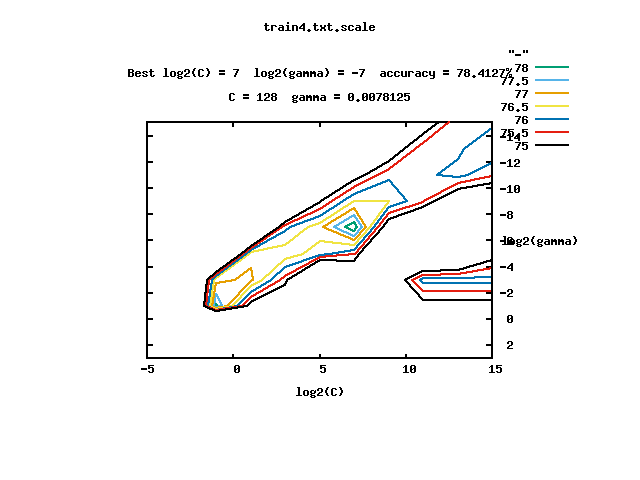 train4.txt.scale
"-"
Best log2(C) = 7  log2(gamma) = -7  accuracy = 78.4127%
78
77.5
77
76.5
76
75.5
75
C = 128  gamma = 0.0078125
-14
-12
-10
-8
-6
log2(gamma)
-4
-2
0
2
-5 0 5 10 15
log2(C)